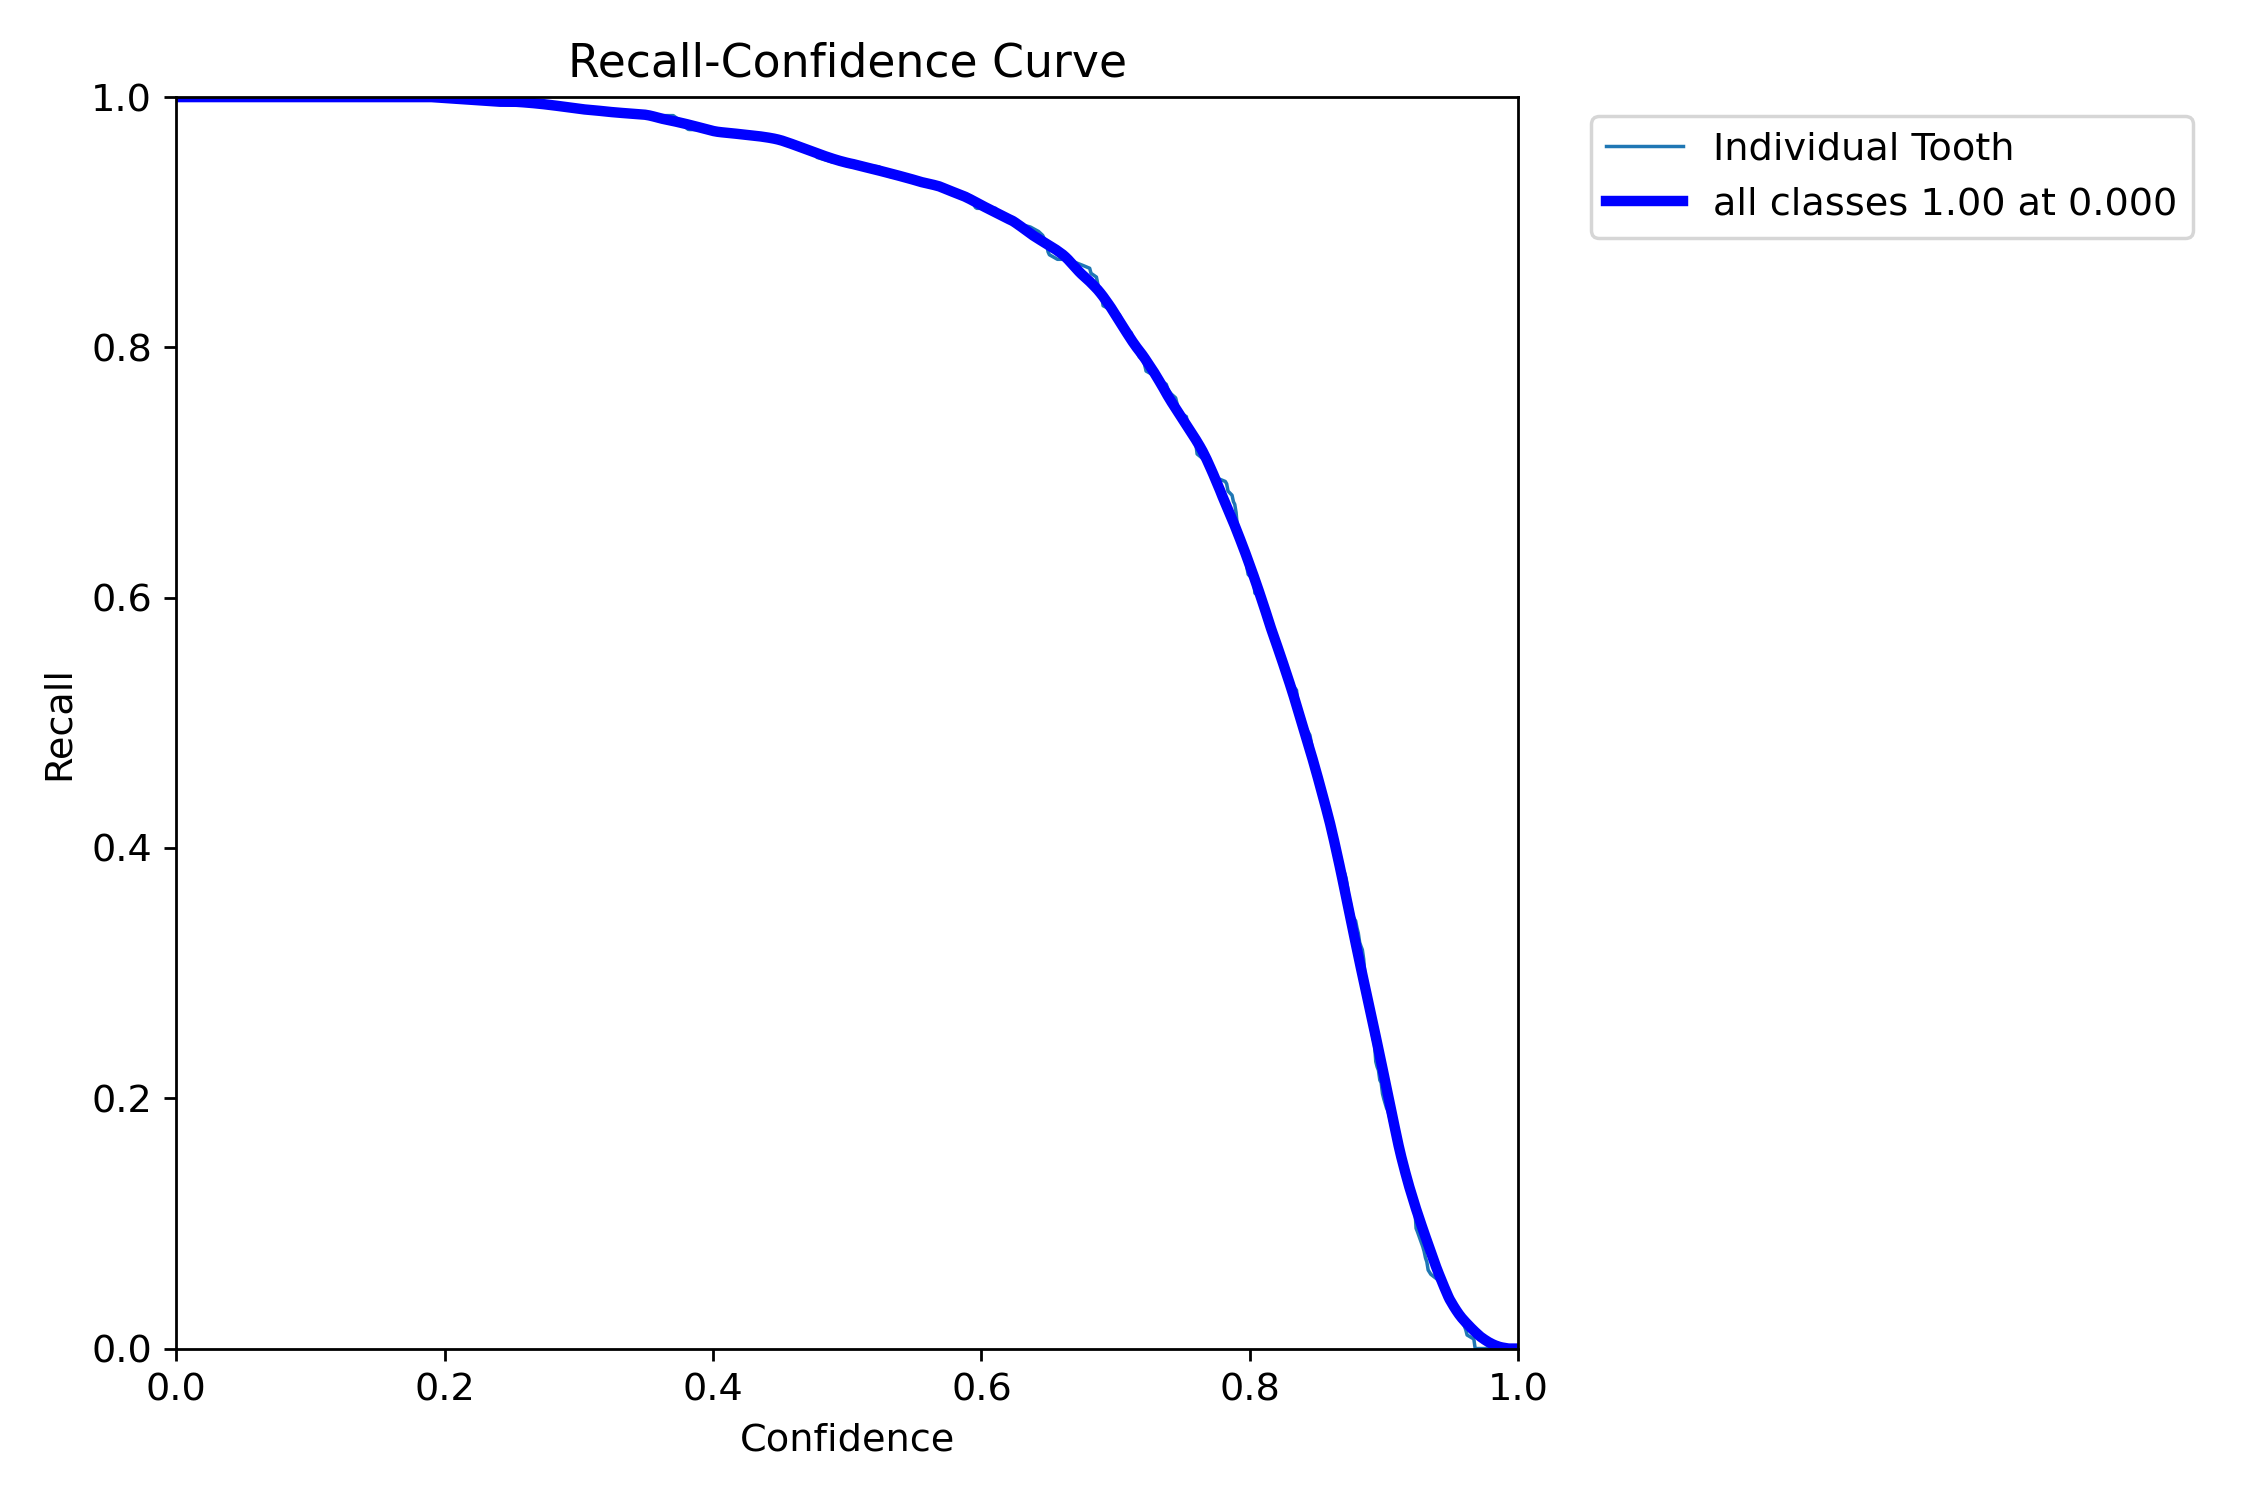 Recall-Confidence Curve
1.0
0.8
0.6
0.4
0.2
0.0
Recall
0.0 0.2 0.4 0.6 0.8 1.0
Confidence
Individual Tooth
all classes 1.00 at 0.000